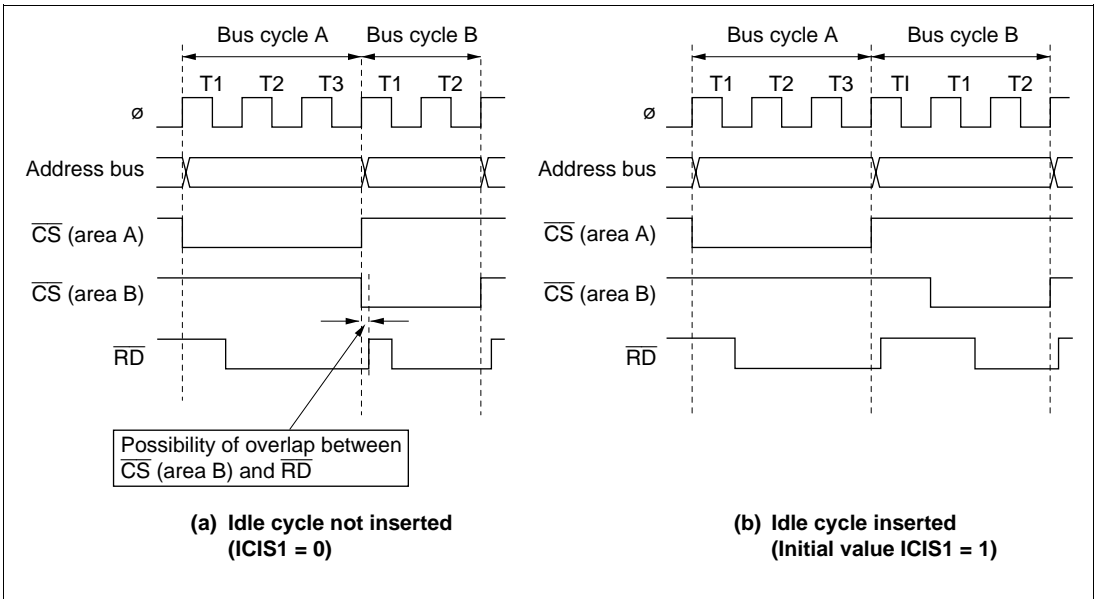 Bus cycle A Bus cycle B
T1 T2 T3 T1 T2
ø
Address bus
CS (area A)
CS (area B)
RD
Possibility of overlap between
CS (area B) and RD
(a) Idle cycle not inserted
(ICIS1 = 0)
Bus cycle A Bus cycle B
T1 T2 T3 TI T1 T2
ø
Address bus
CS (area A)
CS (area B)
RD
(b) Idle cycle inserted
(Initial value ICIS1 = 1)